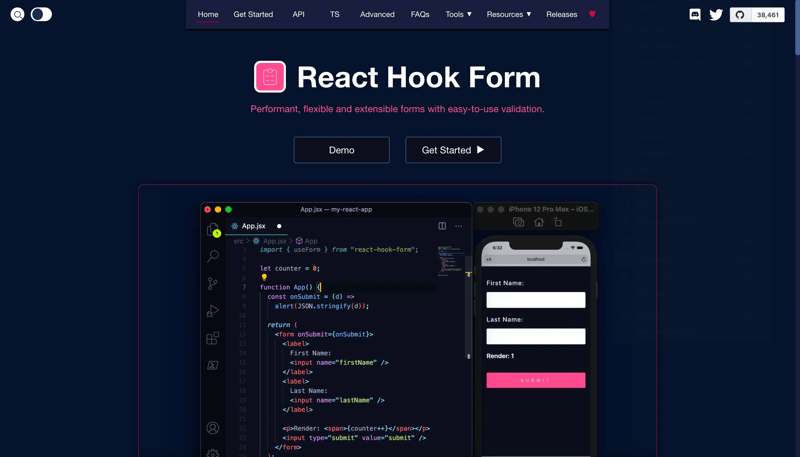 Home Get Started API TS Advanced FAQs Tools ▼ Resources ▼ Releases
38,461
React Hook Form
Performant, flexible and extensible forms with easy-to-use validation.
Demo
Get Started ▶
App.jsx — my-react-app
App.jsx
src > App.jsx > App
import { useForm } from "react-hook-form";
let counter = 0;
7 function App() {
const onSubmit = (d) =>
alert(JSON.stringify(d));
return (
<form onSubmit={onSubmit}>
<label>
First Name:
<input name="firstName" />
</label>
<label>
Last Name:
<input name="lastName" />
</label>
<p>Render: <span>{counter++}</span></p>
<input type="submit" value="submit" />
</form>
);
iPhone 12 Pro Max – iOS...
6:32
AA localhost
First Name:
Last Name:
Render: 1
SUBMIT